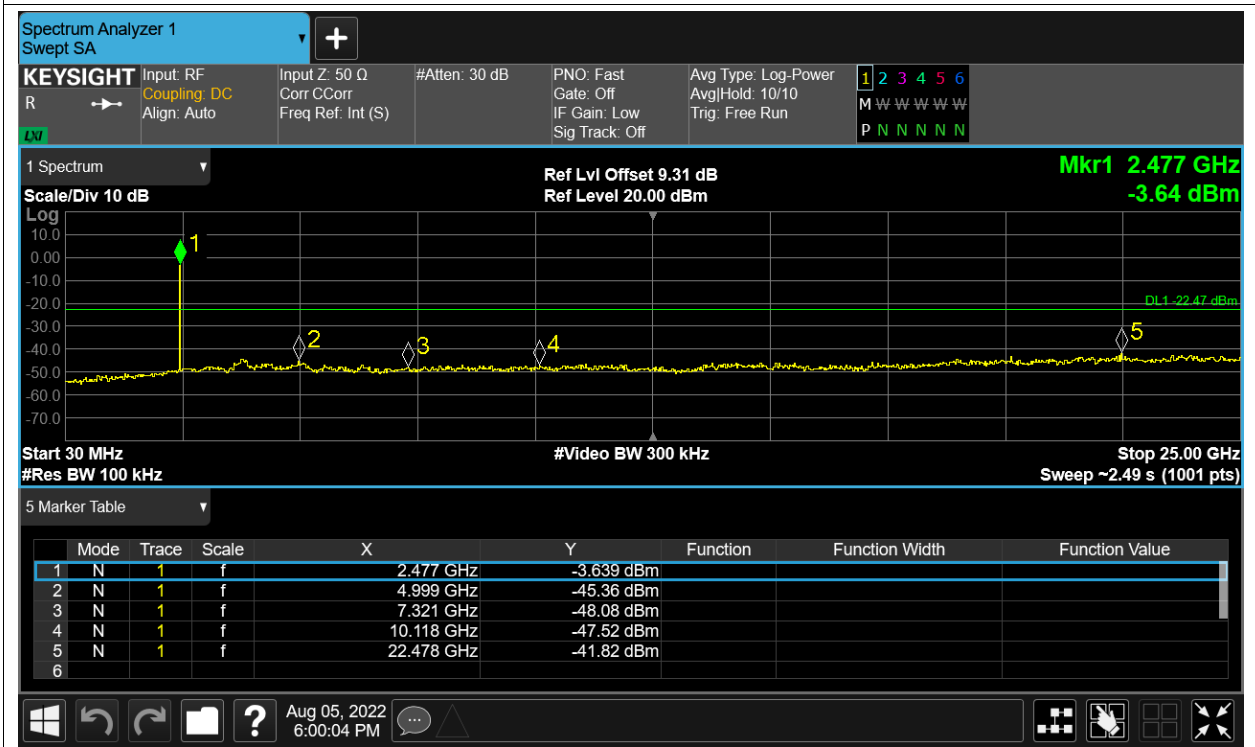 Spectrum Analyzer 1
Swept SA
+
KEYSIGHT Input: RF Input Z: 50 Ω #Atten: 30 dB PNO: Fast Avg Type: Log-Power 1 2 3 4 5 6
R Coupling: DC Corr CCorr Gate: Off Avg|Hold: 10/10 M W W W W W
Align: Auto Freq Ref: Int (S) IF Gain: Low Trig: Free Run
LXI Sig Track: Off P N N N N N
1 Spectrum Ref Lvl Offset 9.31 dB Mkr1 2.477 GHz
Scale/Div 10 dB Ref Level 20.00 dBm -3.64 dBm
Log
10.0
1
0.00
-10.0
-20.0 DL1 -22.47 dBm
-30.0
2 3 4 5
-40.0
-50.0
-60.0
-70.0
Start 30 MHz #Video BW 300 kHz Stop 25.00 GHz
#Res BW 100 kHz Sweep ~2.49 s (1001 pts)
5 Marker Table
Mode Trace Scale X Y Function Function Width Function Value
1 N 1 f 2.477 GHz -3.639 dBm
2 N 1 f 4.999 GHz -45.36 dBm
3 N 1 f 7.321 GHz -48.08 dBm
4 N 1 f 10.118 GHz -47.52 dBm
5 N 1 f 22.478 GHz -41.82 dBm
6
? Aug 05, 2022
6:00:04 PM